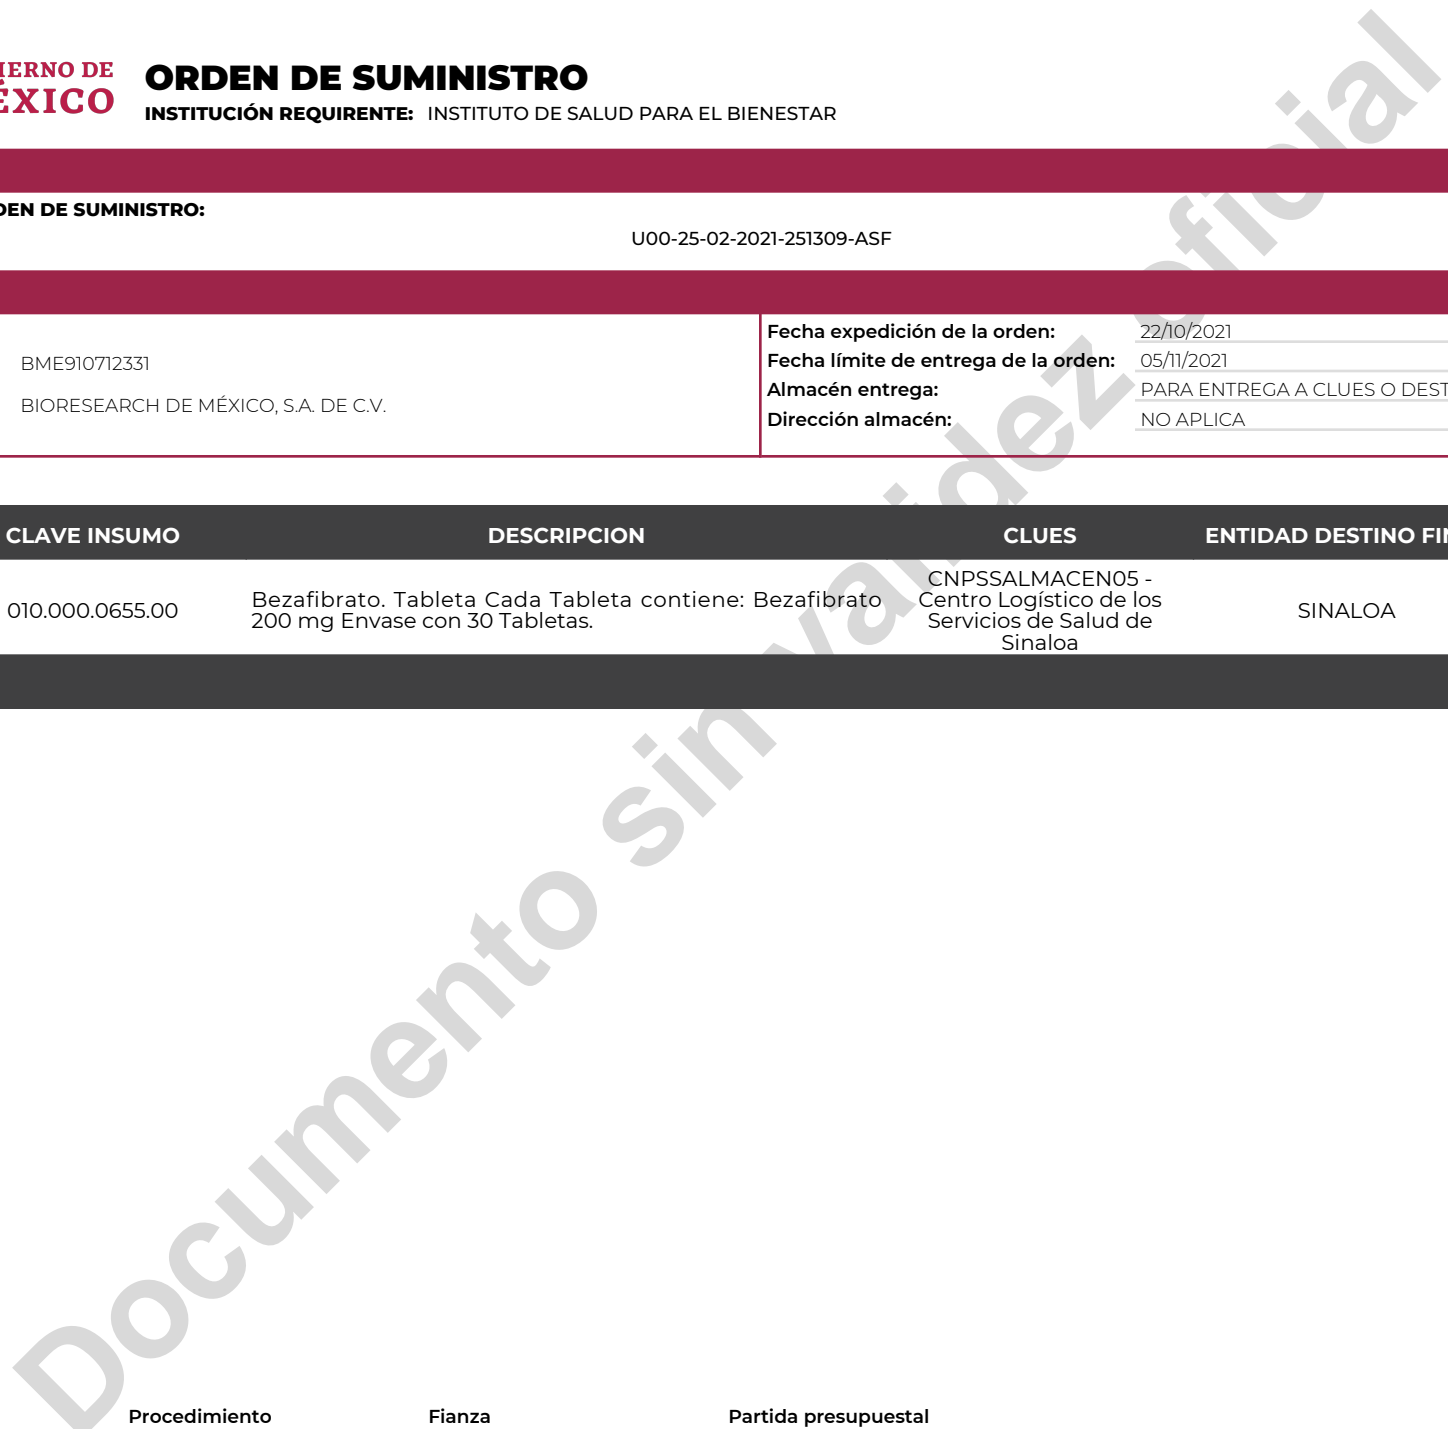 IERNO DE
ÉXICO
ORDEN DE SUMINISTRO
INSTITUCIÓN REQUIRENTE: INSTITUTO DE SALUD PARA EL BIENESTAR
DEN DE SUMINISTRO:
U00-25-02-2021-251309-ASF
BME910712331
BIORESEARCH DE MÉXICO, S.A. DE C.V.
Fecha expedición de la orden: 22/10/2021
Fecha límite de entrega de la orden: 05/11/2021
Almacén entrega: PARA ENTREGA A CLUES O DEST
Dirección almacén: NO APLICA
CLAVE INSUMO DESCRIPCION CLUES ENTIDAD DESTINO FIN
010.000.0655.00
Bezafibrato. Tableta Cada Tableta contiene: Bezafibrato
200 mg Envase con 30 Tabletas.
CNPSSALMACEN05 -
Centro Logístico de los
Servicios de Salud de
Sinaloa
SINALOA
Documento sin validez oficial
Procedimiento Fianza Partida presupuestal